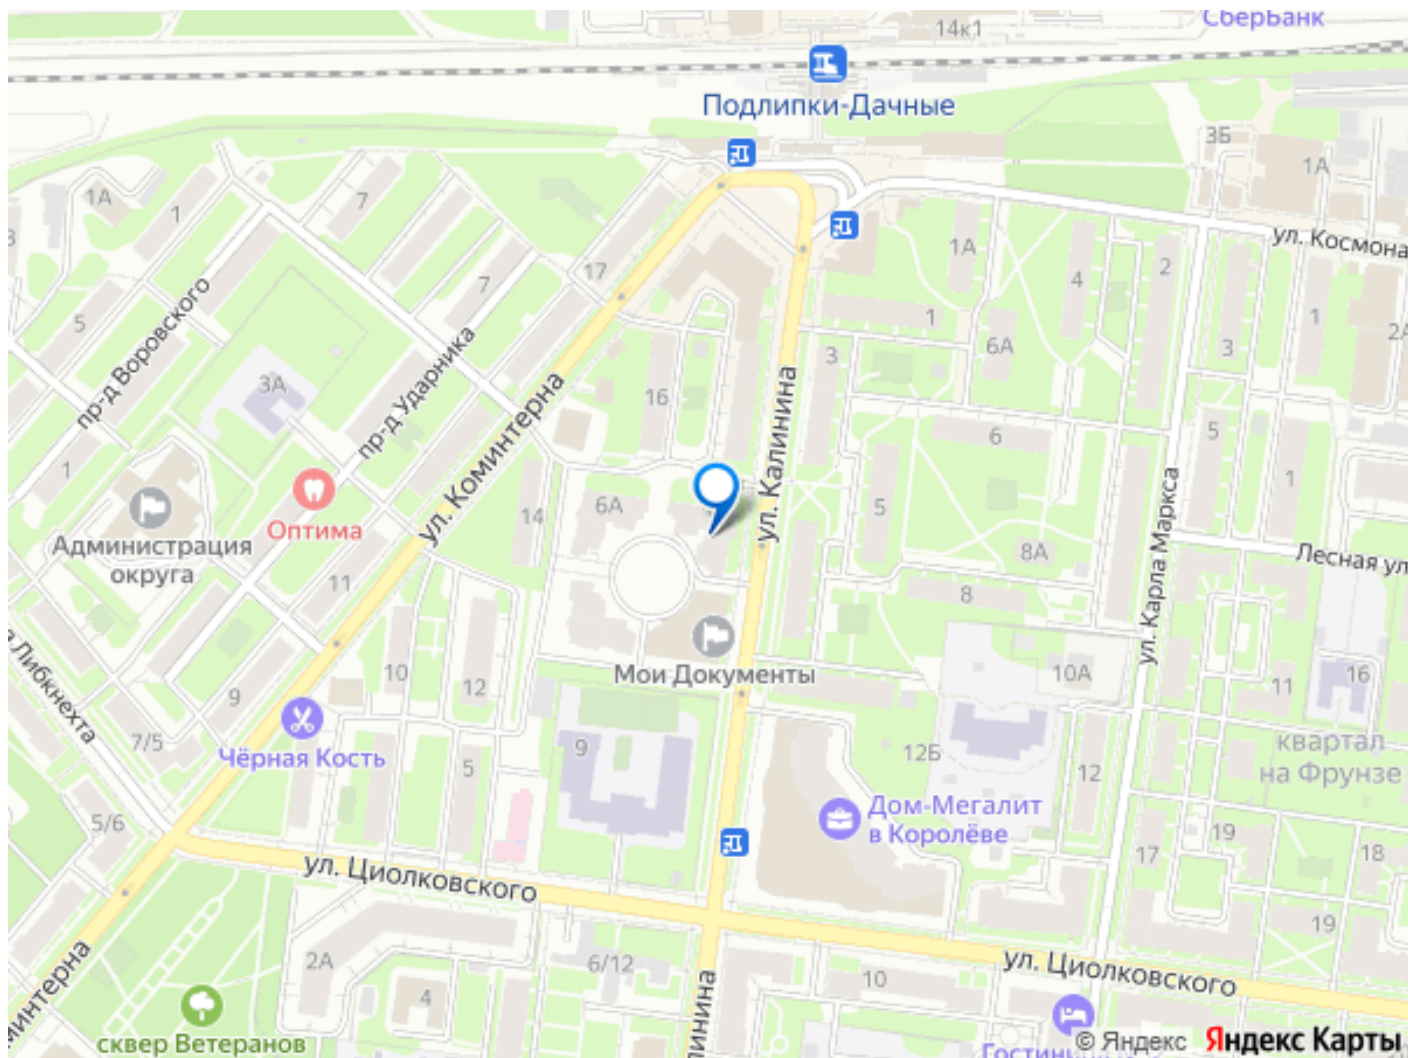 СберБанк
14к1
Подлипки-Дачные
3Б
1А
1А
7
1
ул. Космона
17
1А
2
4
7
5
пр-д Воровского
1
1
3
2А
6А
3
пр-д Ударника
3А
16
ул. Калинина
ул. Коминтерна
6
5
1
1
Оптима
6А
14
5
ул. Карла Маркса
Администрация
округа
8А
Лесная ул
11
8
Мои Документы
10
12
10А
11
16
9
Либкнехта
7/5
Чёрная Кость
5
9
12Б
12
квартал
на Фрунзе
Дом-Мегалит
в Королёве
5/6
19
17
18
ул. Циолковского
19
2А
6/12
10
ул. Циолковского
4
минтерна
линина
сквер Ветеранов
© Яндекс
Яндекс Карты